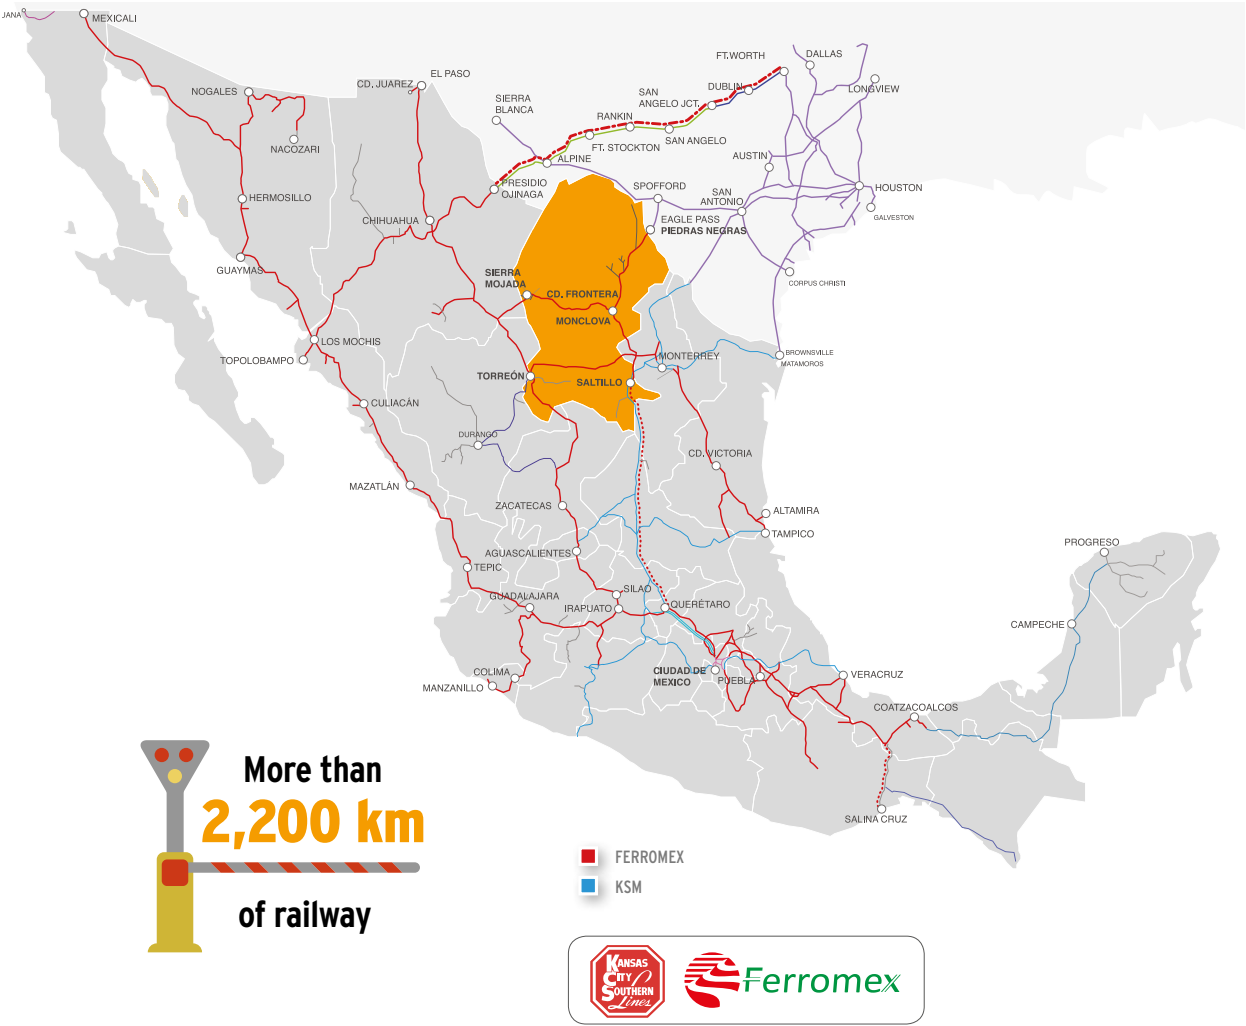 JANA
MEXICALI
NOGALES
NACOZARI
HERMOSILLO
GUAYMAS
CD. JUAREZ
EL PASO
CHIHUAHUA
SIERRA
BLANCA
RANKIN
SAN
ANGELO JCT.
FT.WORTH
DUBLIN
DALLAS
LONGVIEW
FT. STOCKTON
SAN ANGELO
ALPINE
AUSTIN
PRESIDIO
OJINAGA
SPOFFORD
SAN
ANTONIO
HOUSTON
GALVESTON
EAGLE PASS
PIEDRAS NEGRAS
CORPUS CHRISTI
SIERRA
MOJADA
CD. FRONTERA
MONCLOVA
LOS MOCHIS
TOPOLOBAMPO
MONTERREY
BROWNSVILLE
MATAMOROS
TORREÓN
SALTILLO
CULIACÁN
DURANGO
CD. VICTORIA
MAZATLÁN
ZACATECAS
ALTAMIRA
TAMPICO
AGUASCALIENTES
TEPIC
GUADALAJARA
SILAO
IRAPUATO
QUERÉTARO
PROGRESO
CAMPECHE
COLIMA
MANZANILLO
CIUDAD DE
MEXICO
PUEBLA
VERACRUZ
COATZACOALCOS
SALINA CRUZ
More than
2,200 km
of railway
FERROMEX
KSM
KANSAS
CITY
SOUTHERN
Lines
Ferromex